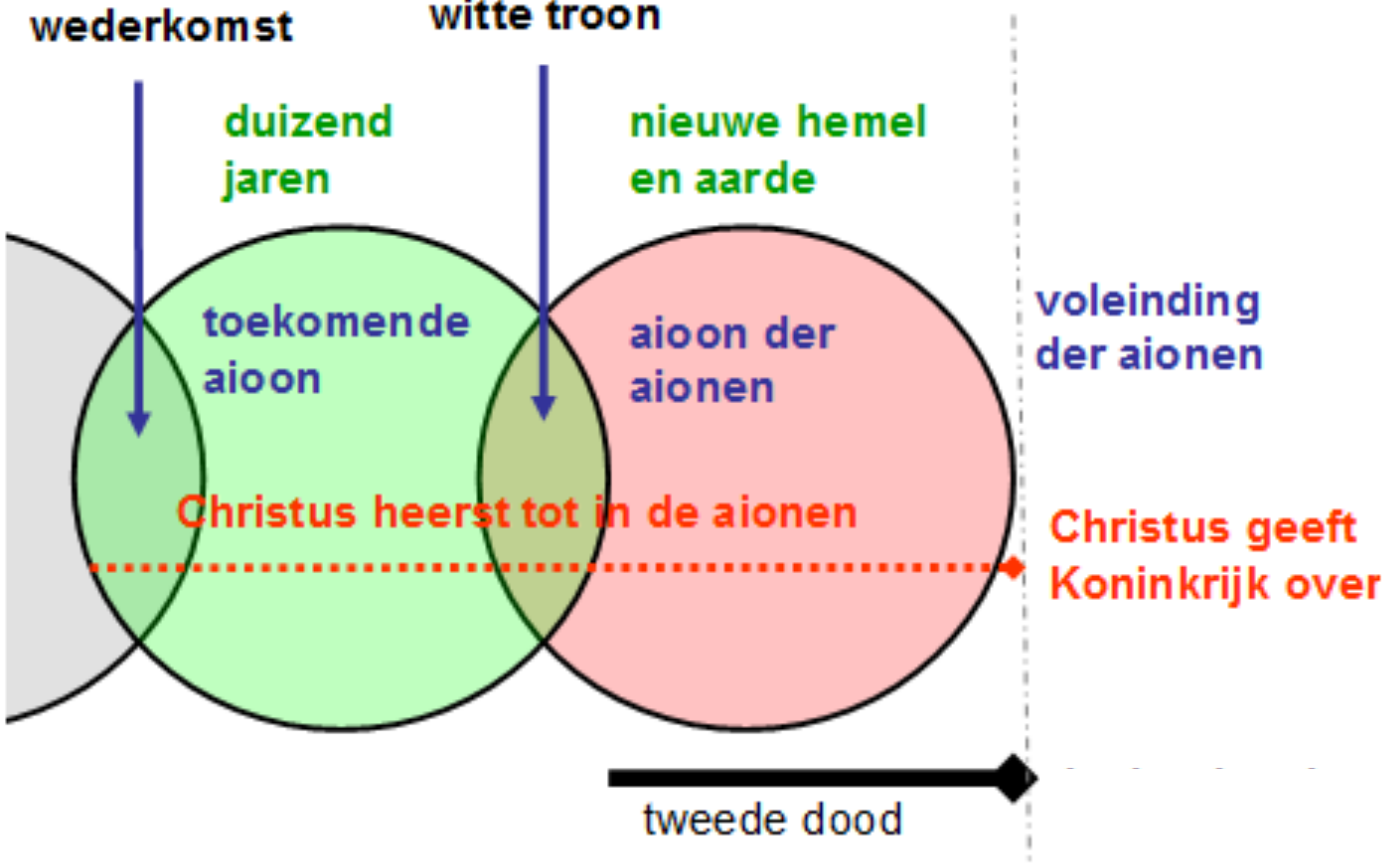 wederkomst
witte troon
duizend
jaren
nieuwe hemel
en aarde
toekomende
aioon
aioon der
aionen
voleinding
der aionen
Christus heerst tot in de aionen
Christus geeft
Koninkrijk over
tweede dood